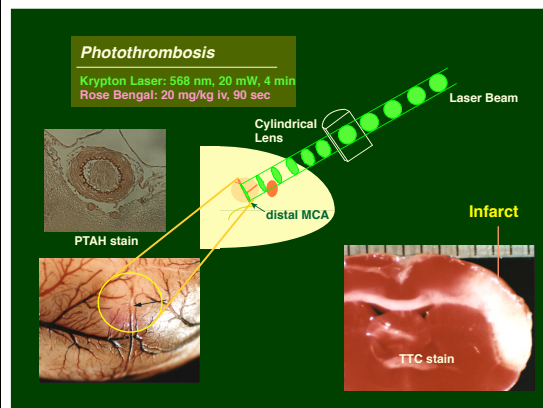 Photothrombosis
Krypton Laser: 568 nm, 20 mW, 4 min
Rose Bengal: 20 mg/kg iv, 90 sec
Laser Beam
Cylindrical
Lens
distal MCA
PTAH stain
Infarct
TTC stain